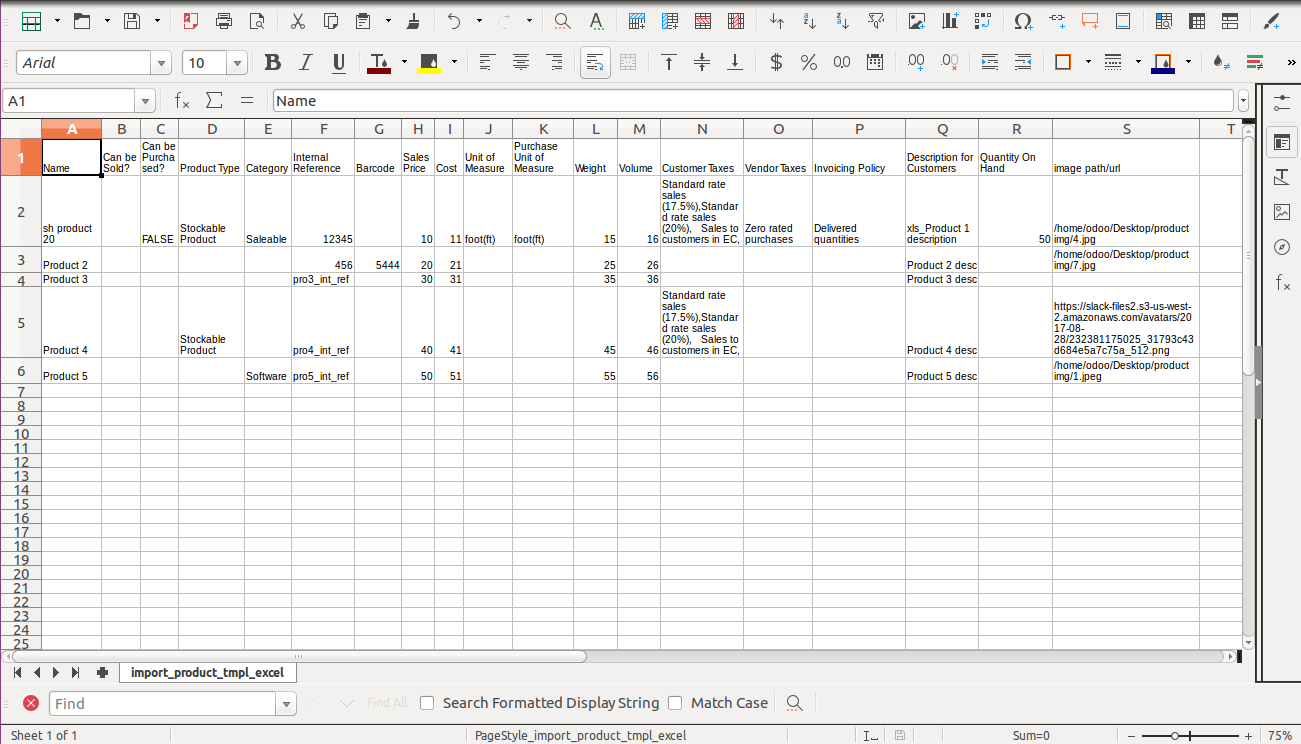 Arial 10
A1 Name
A B C D E F G H I J K L M N O P Q R S T
1 Name Can be Sold? Can be Purcha sed? Product Type Category Internal Reference Barcode Sales Price Cost Unit of Measure Purchase Unit of Measure Weight Volume Customer Taxes Vendor Taxes Invoicing Policy Description for Customers Quantity On Hand image path/url
2 sh product 20 FALSE Stockable Product Saleable 12345 10 11 foot(ft) foot(ft) 15 16 Standard rate sales (17.5%),Standar d rate sales (20%), Sales to customers in EC, Zero rated purchases Delivered quantities xls_Product 1 description 50 /home/odoo/Desktop/product img/4.jpg
3 Product 2 456 5444 20 21 25 26 Product 2 desc /home/odoo/Desktop/product img/7.jpg
4 Product 3 pro3_int_ref 30 31 35 36 Product 3 desc
5 Product 4 Stockable Product pro4_int_ref 40 41 45 46 Standard rate sales (17.5%),Standar d rate sales (20%), Sales to customers in EC, Product 4 desc https://slack-files2.s3-us-west-2.amazonaws.com/avatars/2017-08-28/232381175025_31793c43d684e5a7c75a_512.png
6 Product 5 Software pro5_int_ref 50 51 55 56 Product 5 desc /home/odoo/Desktop/product img/1.jpeg
7
8
9
10
11
12
13
14
15
16
17
18
19
20
21
22
23
24
25
import_product_tmpl_excel
Find Find All Search Formatted Display String Match Case
Sheet 1 of 1 PageStyle_import_product_tmpl_excel Sum=0 75%